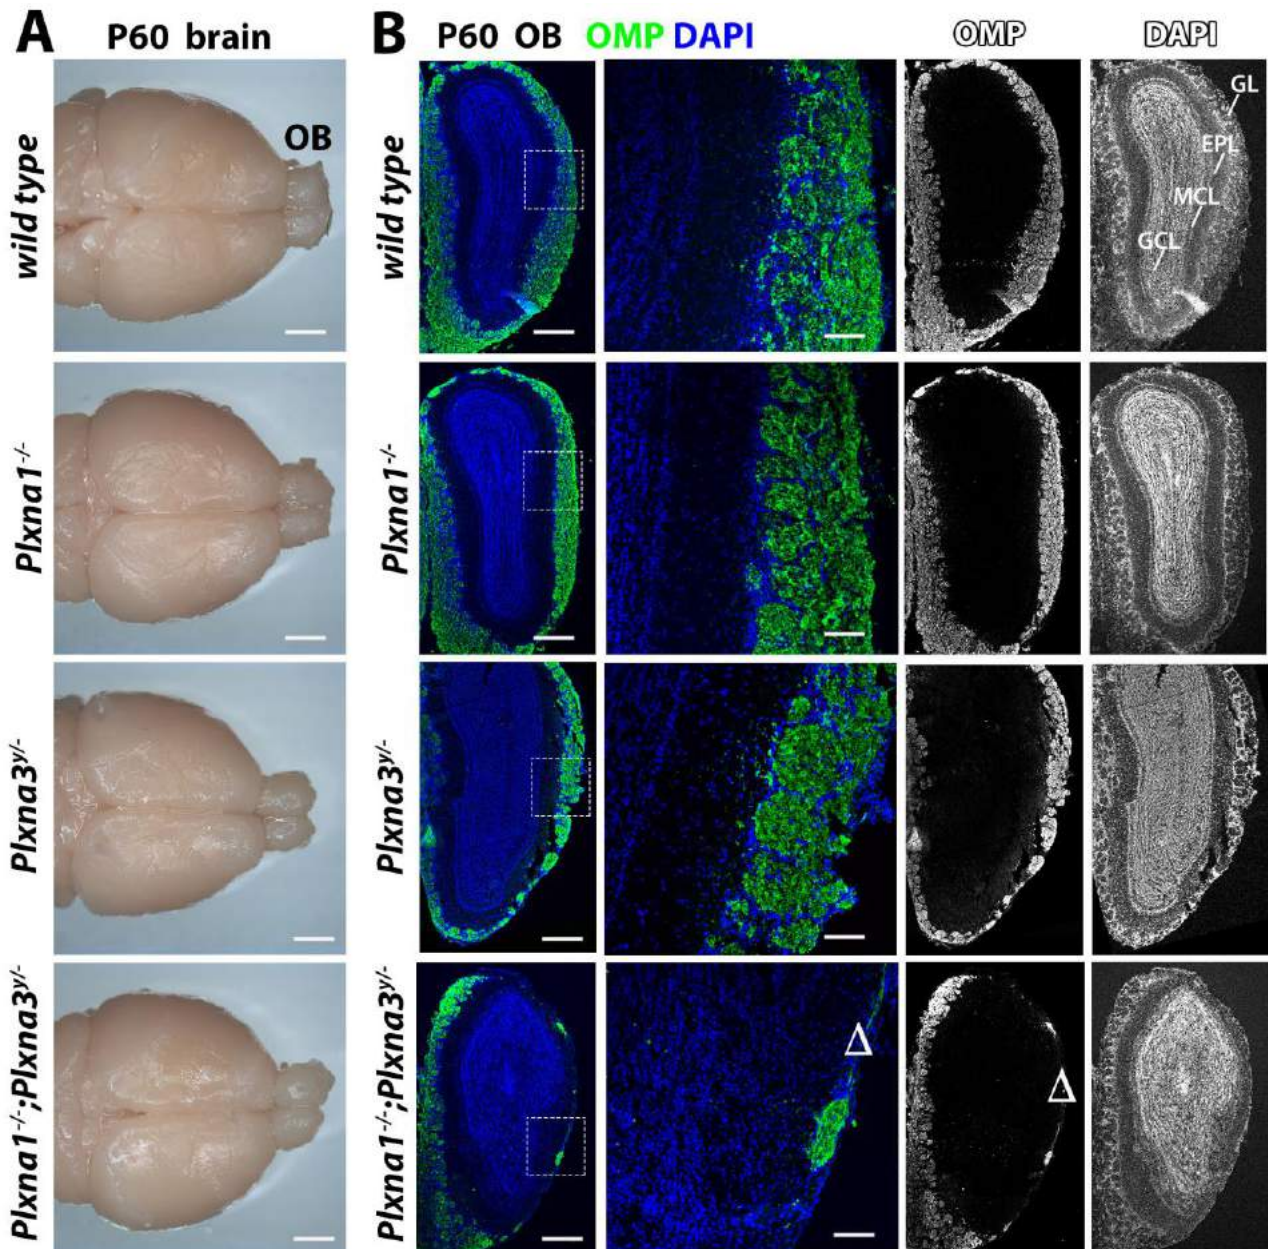 A P60 brain
B P60 OB OMP DAPI OMP DAPI
wild type
OB
wild type
GL
EPL
MCL
GCL
Plxna1-/-
Plxna1-/-
Plxna3y/-
Plxna3y/-
Plxna1-/-;Plxna3y/-
Plxna1-/-;Plxna3y/-
Δ
Δ